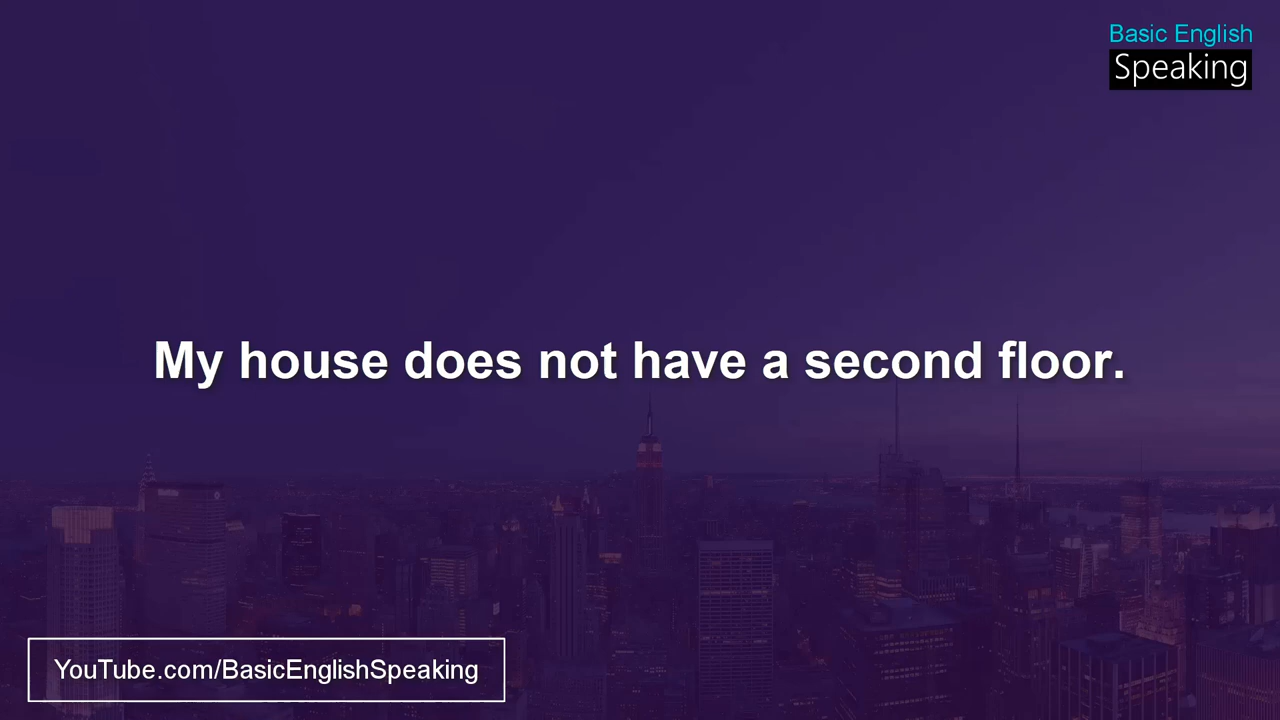 Basic English
Speaking
My house does not have a second floor.
YouTube.com/BasicEnglishSpeaking